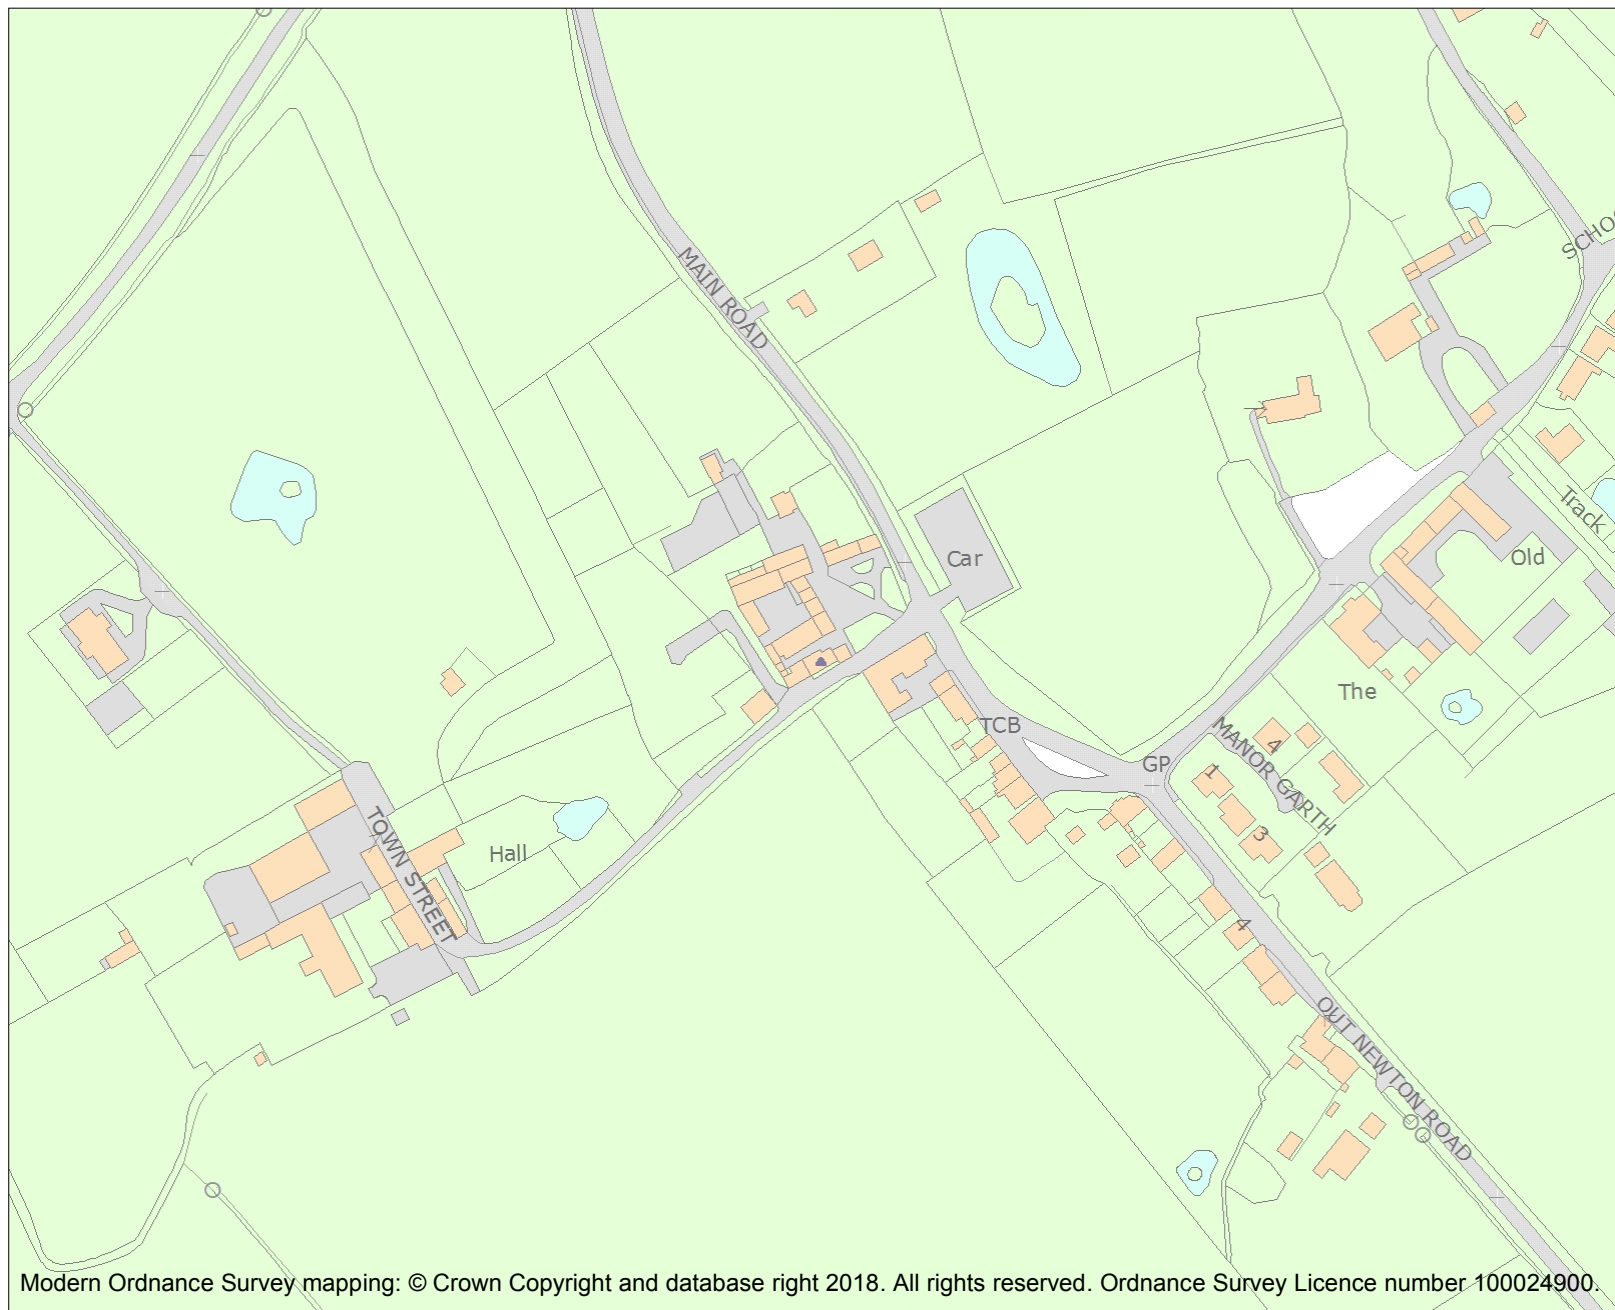 SCHO
MAIN ROAD
Track
Car
Old
The
TCB
MANOR GARTH
4
GP
1
3
TOWN STREET
Hall
4
OUT NEWTON ROAD
Modern Ordnance Survey mapping: © Crown Copyright and database right 2018. All rights reserved. Ordnance Survey Licence number 100024900.